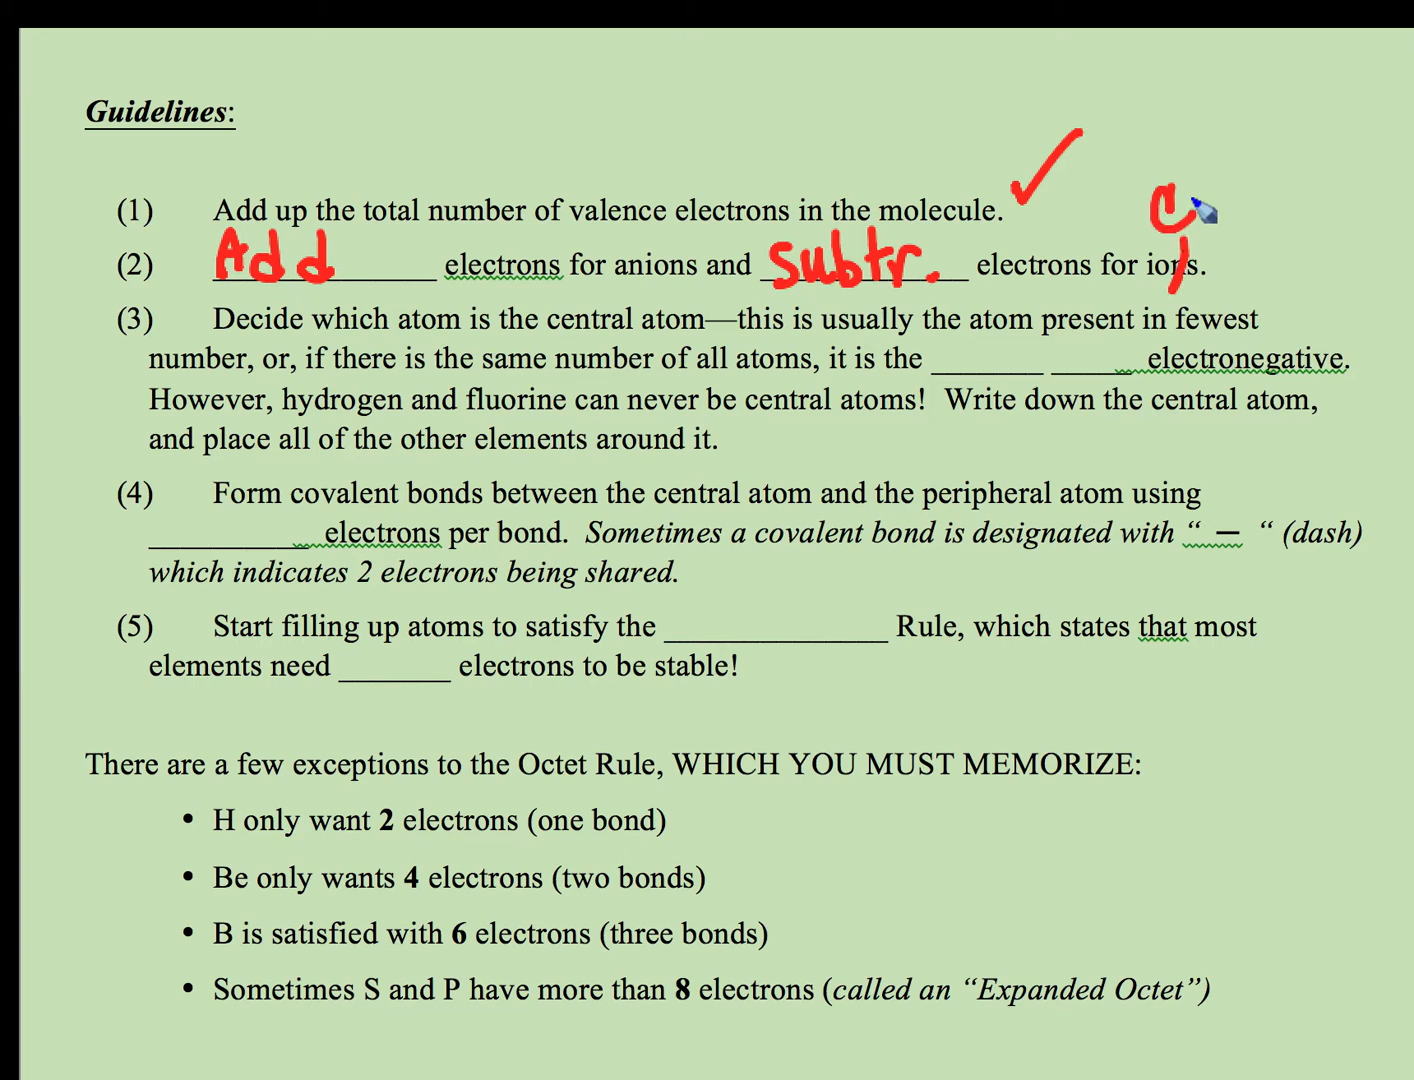 Guidelines:
(1) Add up the total number of valence electrons in the molecule.
C
(2) Add electrons for anions and Subtr. electrons for ions.
(3) Decide which atom is the central atom—this is usually the atom present in fewest
number, or, if there is the same number of all atoms, it is the _______ _____ electronegative.
However, hydrogen and fluorine can never be central atoms! Write down the central atom,
and place all of the other elements around it.
(4) Form covalent bonds between the central atom and the peripheral atom using
__________ electrons per bond. Sometimes a covalent bond is designated with “ — “ (dash)
which indicates 2 electrons being shared.
(5) Start filling up atoms to satisfy the ______________ Rule, which states that most
elements need _______ electrons to be stable!
There are a few exceptions to the Octet Rule, WHICH YOU MUST MEMORIZE:
• H only want 2 electrons (one bond)
• Be only wants 4 electrons (two bonds)
• B is satisfied with 6 electrons (three bonds)
• Sometimes S and P have more than 8 electrons (called an “Expanded Octet”)